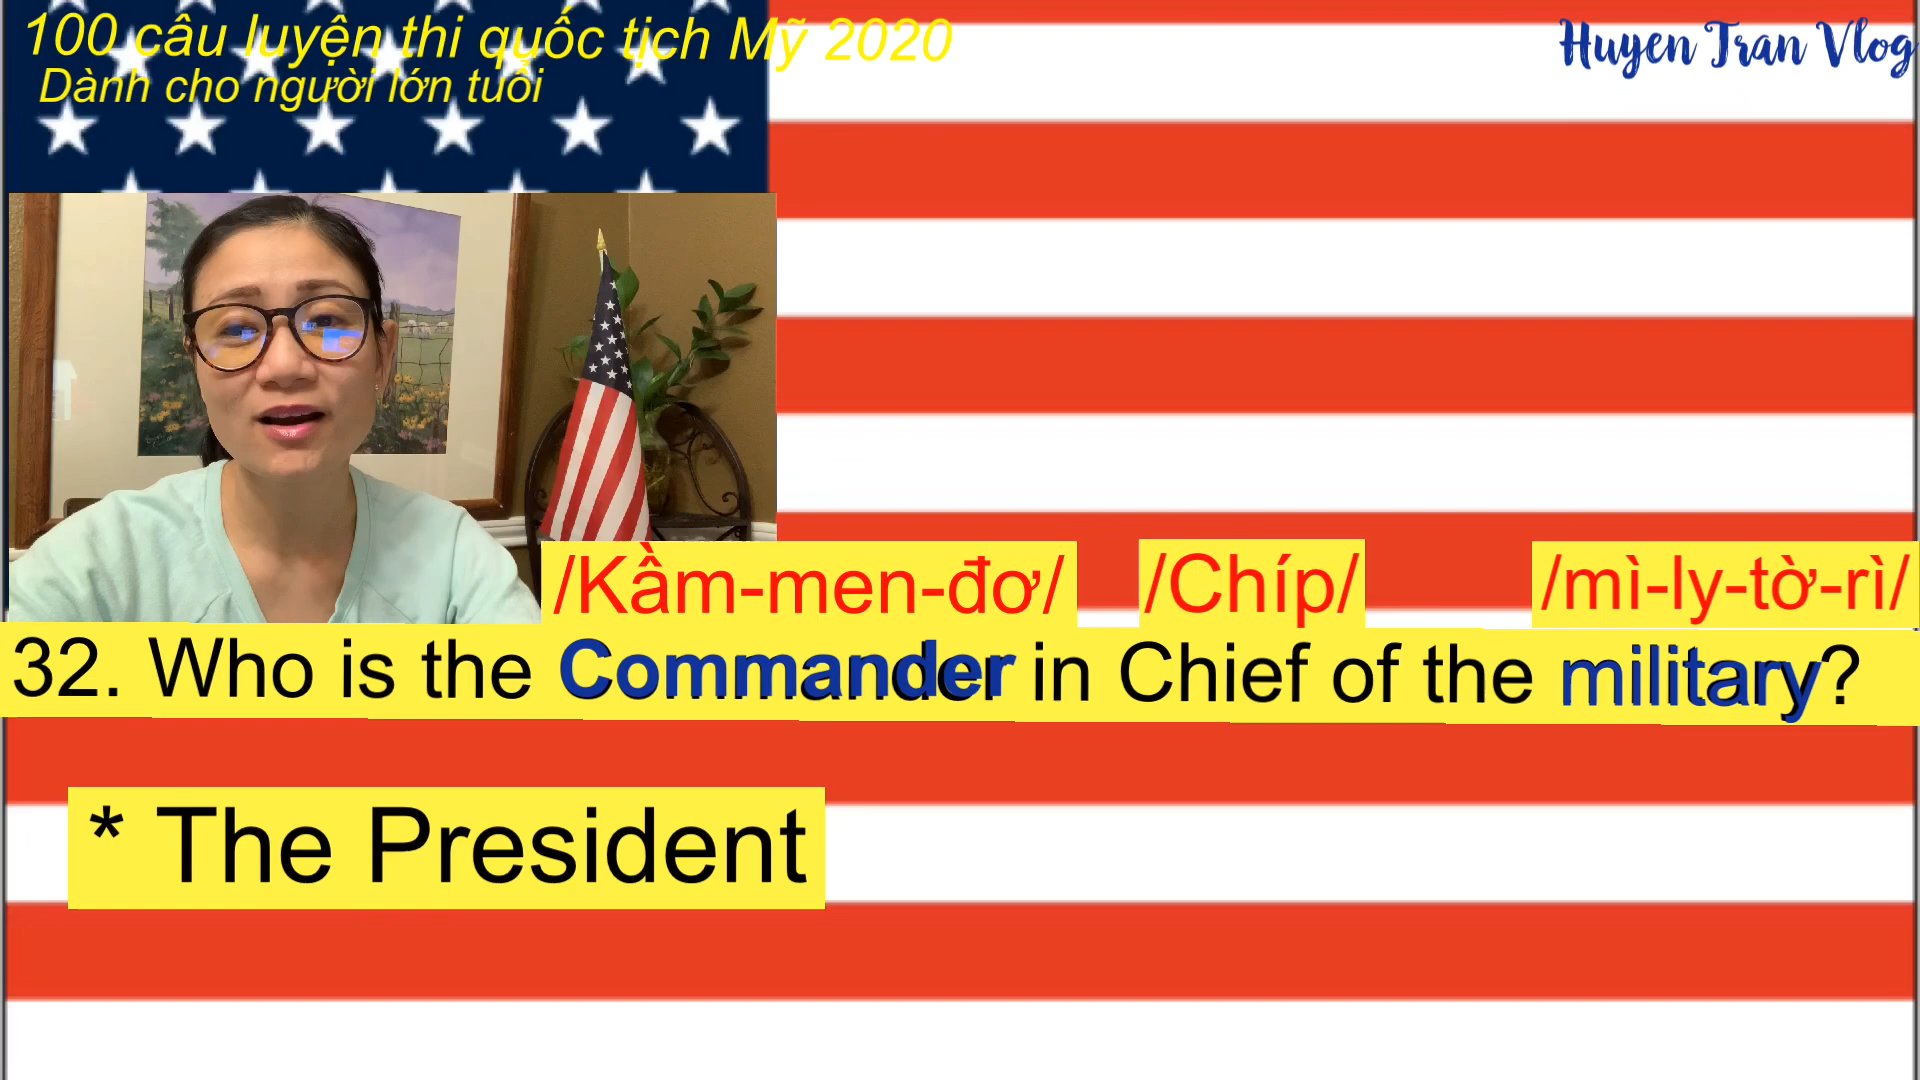 100 câu luyện thi quốc tịch Mỹ 2020
Huyen Tran Vlog
Dành cho người lớn tuổi
/Kầm-men-đơ/ /Chíp/ /mì-ly-tờ-rì/
32. Who is the Commander in Chief of the military?
* The President